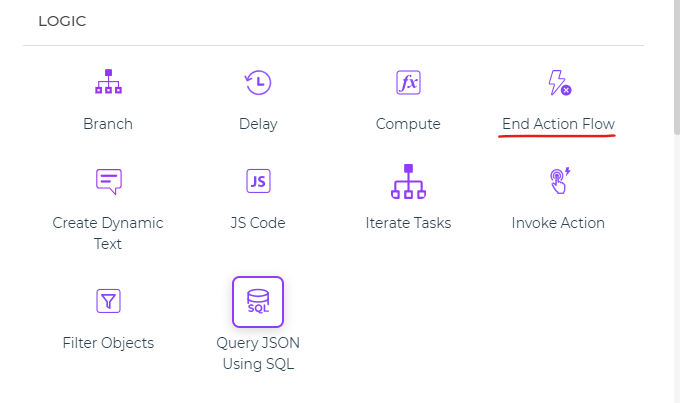 LOGIC
Branch
Delay
fx
Compute
End Action Flow
Create Dynamic
Text
JS
JS Code
Iterate Tasks
Invoke Action
Filter Objects
SQL
Query JSON
Using SQL